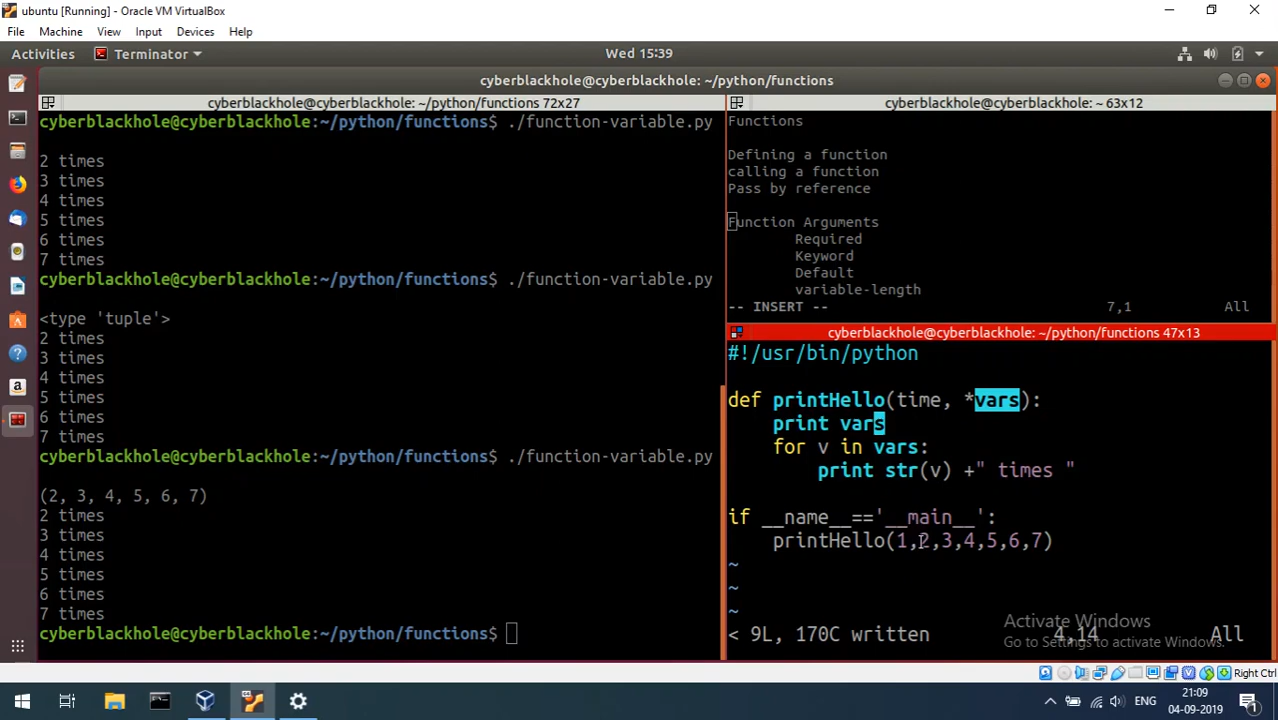 ubuntu [Running] - Oracle VM VirtualBox
File Machine View Input Devices Help
Activities Terminator Wed 15:39
cyberblackhole@cyberblackhole: ~/python/functions
cyberblackhole@cyberblackhole: ~/python/functions 72x27
cyberblackhole@cyberblackhole:~/python/functions$ ./function-variable.py
2 times
3 times
4 times
5 times
6 times
7 times
cyberblackhole@cyberblackhole:~/python/functions$ ./function-variable.py
<type 'tuple'>
2 times
3 times
4 times
5 times
6 times
7 times
cyberblackhole@cyberblackhole:~/python/functions$ ./function-variable.py
(2, 3, 4, 5, 6, 7)
2 times
3 times
4 times
5 times
6 times
7 times
cyberblackhole@cyberblackhole:~/python/functions$
cyberblackhole@cyberblackhole: ~ 63x12
Functions
Defining a function
calling a function
Pass by reference
Function Arguments
Required
Keyword
Default
variable-length
-- INSERT -- 7,1 All
cyberblackhole@cyberblackhole: ~/python/functions 47x13
#!/usr/bin/python
def printHello(time, *vars):
print vars
for v in vars:
print str(v) +" times "
if __name__=='__main__':
printHello(1,2,3,4,5,6,7)
~
~
~
< 9L, 170C written 4,14 All
Activate Windows
Go to Settings to activate Windows.
Right Ctrl
ENG
21:09
04-09-2019
1